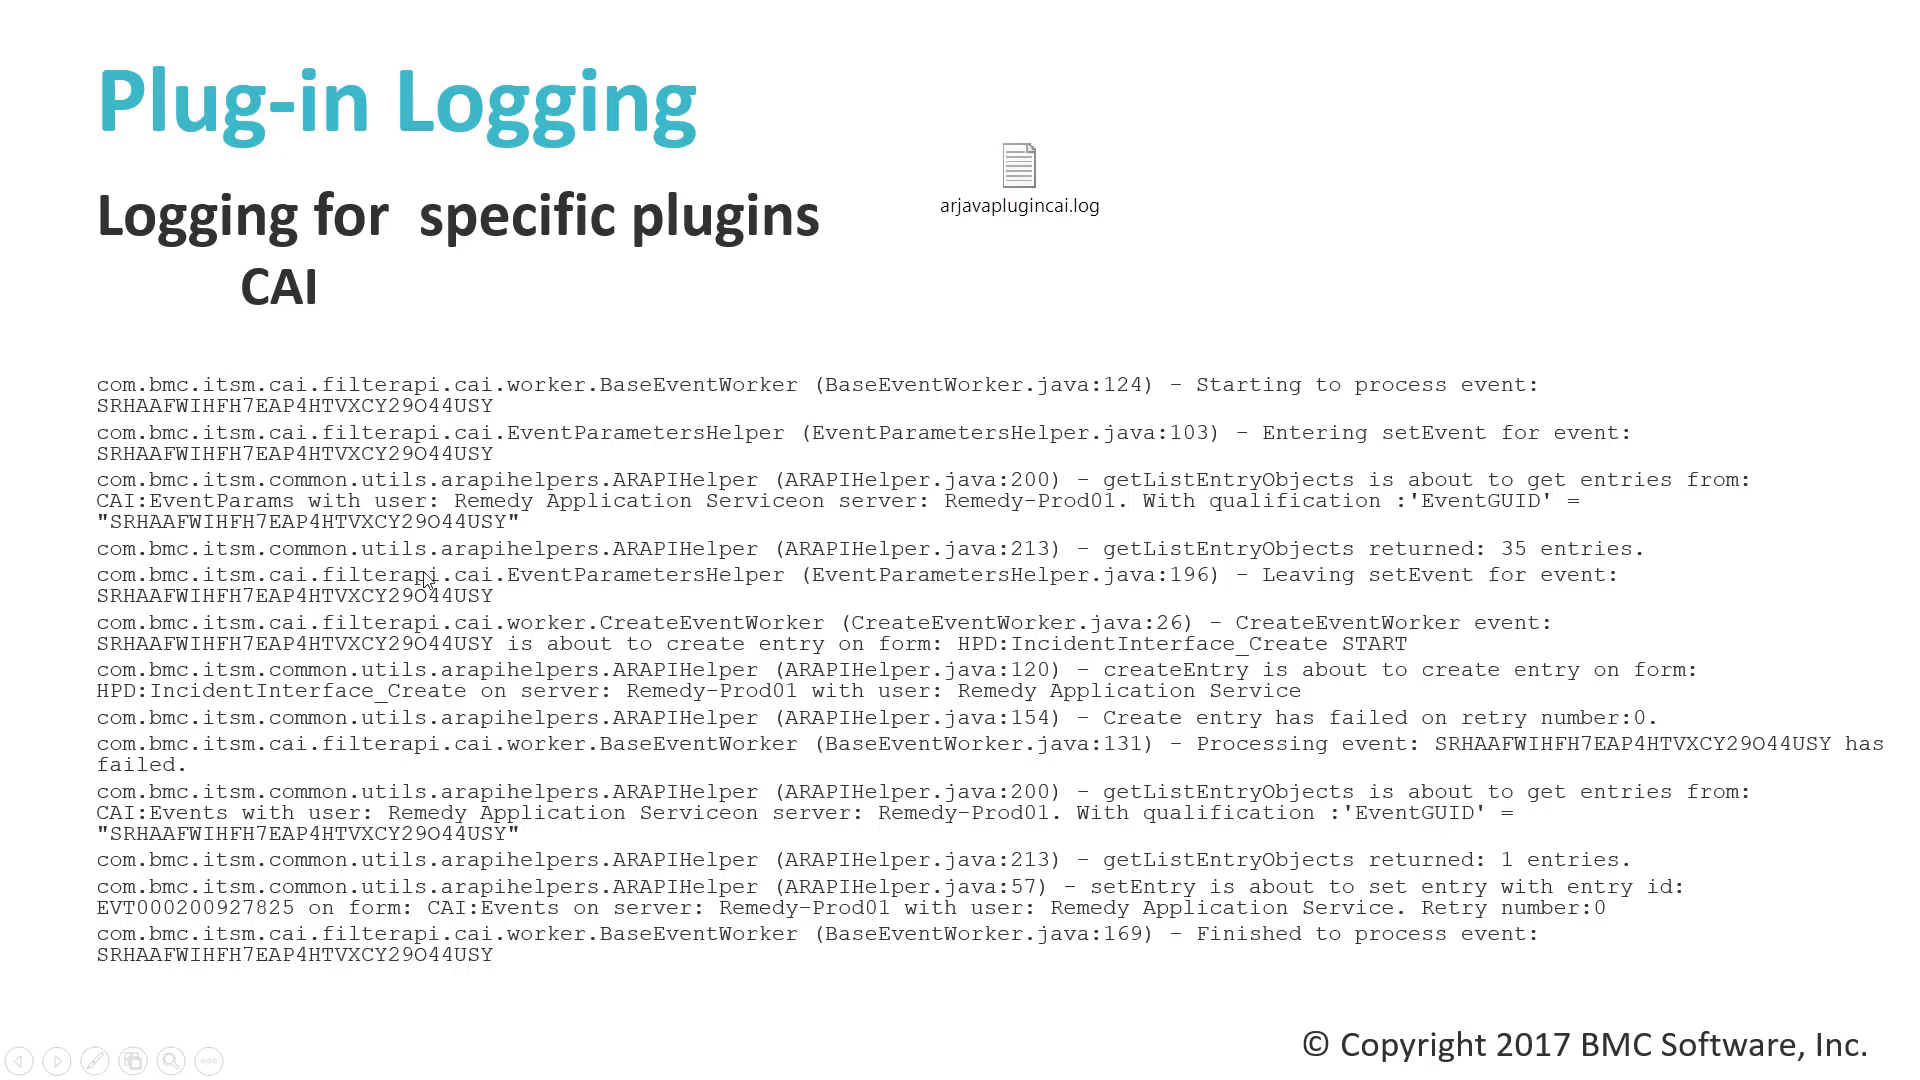 Plug-in Logging
arjavaplugincai.log
Logging for  specific plugins
CAI
com.bmc.itsm.cai.filterapi.cai.worker.BaseEventWorker (BaseEventWorker.java:124) - Starting to process event:
SRHAAFWIHFH7EAP4HTVXCY29O44USY
com.bmc.itsm.cai.filterapi.cai.EventParametersHelper (EventParametersHelper.java:103) - Entering setEvent for event:
SRHAAFWIHFH7EAP4HTVXCY29O44USY
com.bmc.itsm.common.utils.arapihelpers.ARAPIHelper (ARAPIHelper.java:200) - getListEntryObjects is about to get entries from:
CAI:EventParams with user: Remedy Application Serviceon server: Remedy-Prod01. With qualification :'EventGUID' =
"SRHAAFWIHFH7EAP4HTVXCY29O44USY"
com.bmc.itsm.common.utils.arapihelpers.ARAPIHelper (ARAPIHelper.java:213) - getListEntryObjects returned: 35 entries.
com.bmc.itsm.cai.filterapi.cai.EventParametersHelper (EventParametersHelper.java:196) - Leaving setEvent for event:
SRHAAFWIHFH7EAP4HTVXCY29O44USY
com.bmc.itsm.cai.filterapi.cai.worker.CreateEventWorker (CreateEventWorker.java:26) - CreateEventWorker event:
SRHAAFWIHFH7EAP4HTVXCY29O44USY is about to create entry on form: HPD:IncidentInterface_Create START
com.bmc.itsm.common.utils.arapihelpers.ARAPIHelper (ARAPIHelper.java:120) - createEntry is about to create entry on form:
HPD:IncidentInterface_Create on server: Remedy-Prod01 with user: Remedy Application Service
com.bmc.itsm.common.utils.arapihelpers.ARAPIHelper (ARAPIHelper.java:154) - Create entry has failed on retry number:0.
com.bmc.itsm.cai.filterapi.cai.worker.BaseEventWorker (BaseEventWorker.java:131) - Processing event: SRHAAFWIHFH7EAP4HTVXCY29O44USY has
failed.
com.bmc.itsm.common.utils.arapihelpers.ARAPIHelper (ARAPIHelper.java:200) - getListEntryObjects is about to get entries from:
CAI:Events with user: Remedy Application Serviceon server: Remedy-Prod01. With qualification :'EventGUID' =
"SRHAAFWIHFH7EAP4HTVXCY29O44USY"
com.bmc.itsm.common.utils.arapihelpers.ARAPIHelper (ARAPIHelper.java:213) - getListEntryObjects returned: 1 entries.
com.bmc.itsm.common.utils.arapihelpers.ARAPIHelper (ARAPIHelper.java:57) - setEntry is about to set entry with entry id:
EVT000200927825 on form: CAI:Events on server: Remedy-Prod01 with user: Remedy Application Service. Retry number:0
com.bmc.itsm.cai.filterapi.cai.worker.BaseEventWorker (BaseEventWorker.java:169) - Finished to process event:
SRHAAFWIHFH7EAP4HTVXCY29O44USY
© Copyright 2017 BMC Software, Inc.